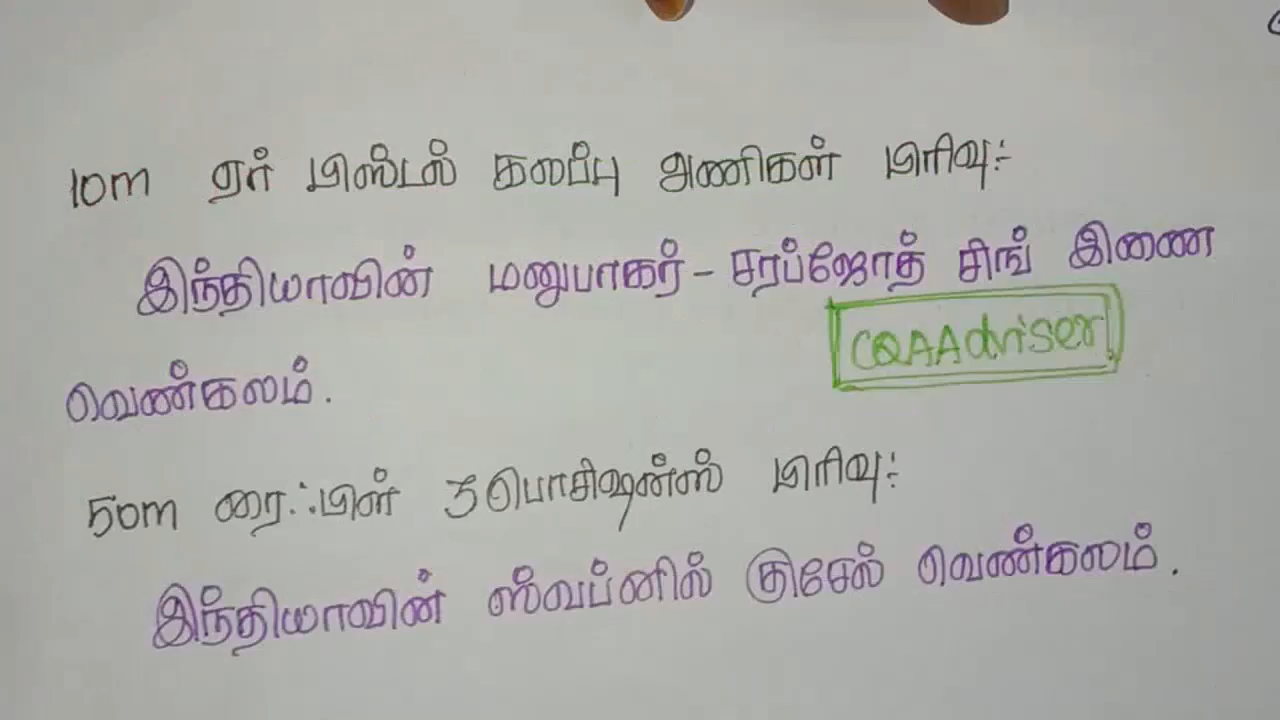 10m ஏர் பிஸ்டல் கலப்பு அணிகள் பிரிவு:-
இந்தியாவின் மனுபாகர் - சரப்ஜோத் சிங் இணை
CQAAdviser
வெண்கலம்.
50m ரைஃபிள் 3பொசிஷன்ஸ் பிரிவு:-
இந்தியாவின் ஸ்வப்னில் குசேல் வெண்கலம்.